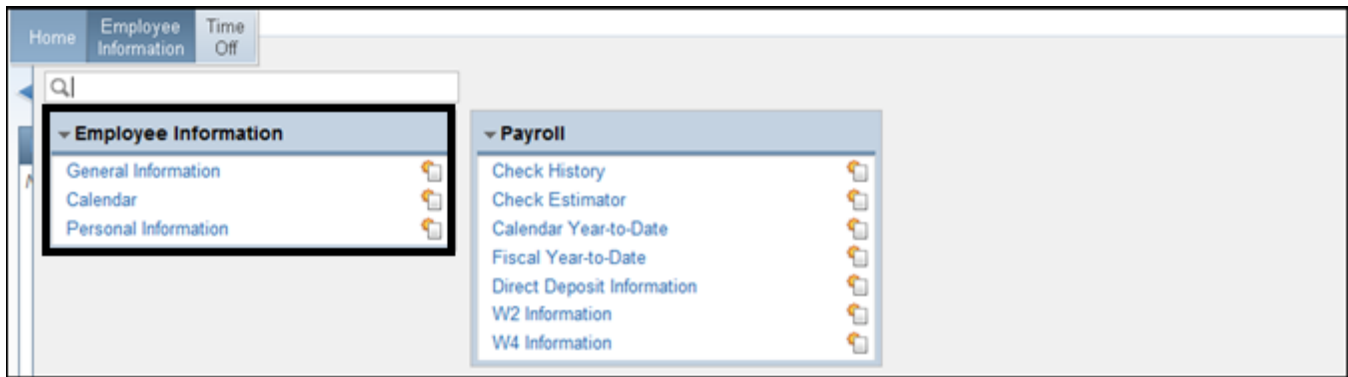 Home
Employee
Information
Time
Off
Employee Information
General Information
Calendar
Personal Information
Payroll
Check History
Check Estimator
Calendar Year-to-Date
Fiscal Year-to-Date
Direct Deposit Information
W2 Information
W4 Information